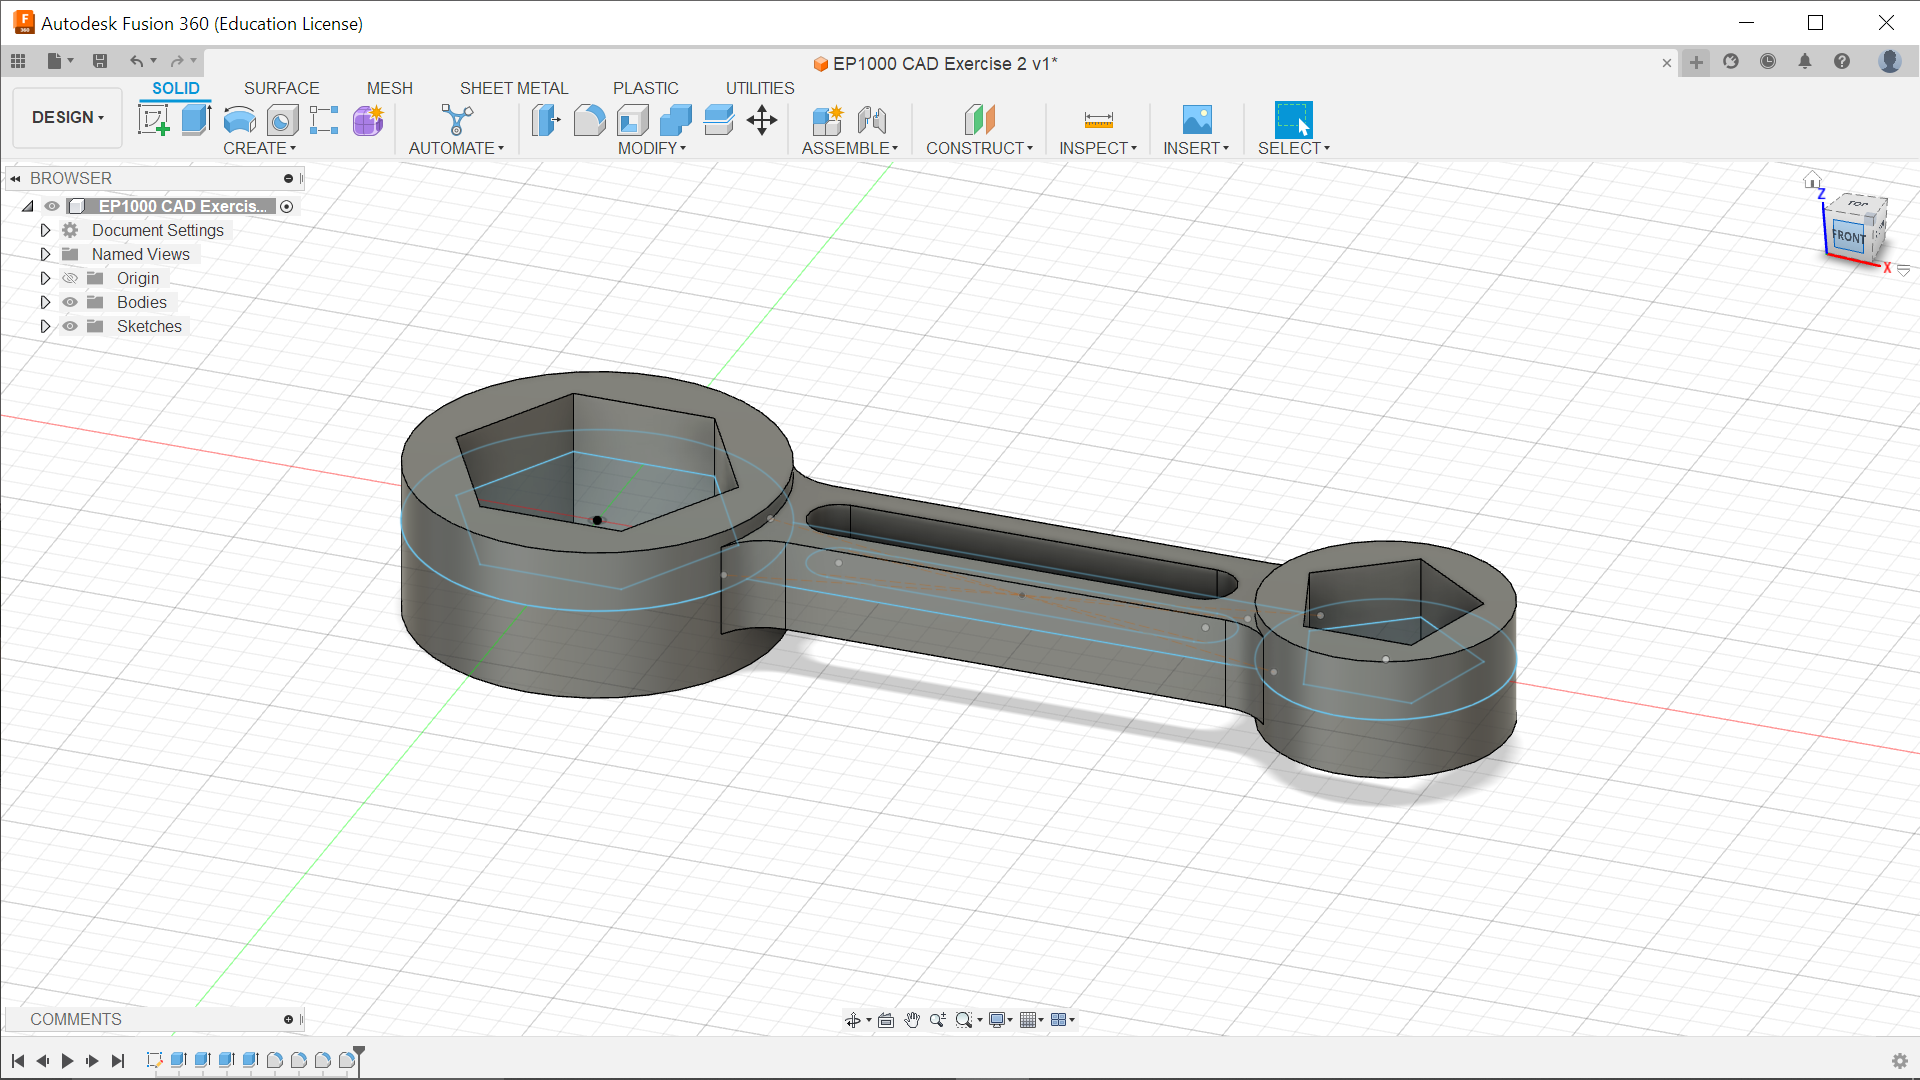 Autodesk Fusion 360 (Education License)
EP1000 CAD Exercise 2 v1*
SOLID SURFACE MESH SHEET METAL PLASTIC UTILITIES
DESIGN
CREATE AUTOMATE MODIFY ASSEMBLE CONSTRUCT INSPECT INSERT SELECT
BROWSER
EP1000 CAD Exercis...
Document Settings
Named Views
Origin
Bodies
Sketches
Z
TOP
FRONT
X
COMMENTS